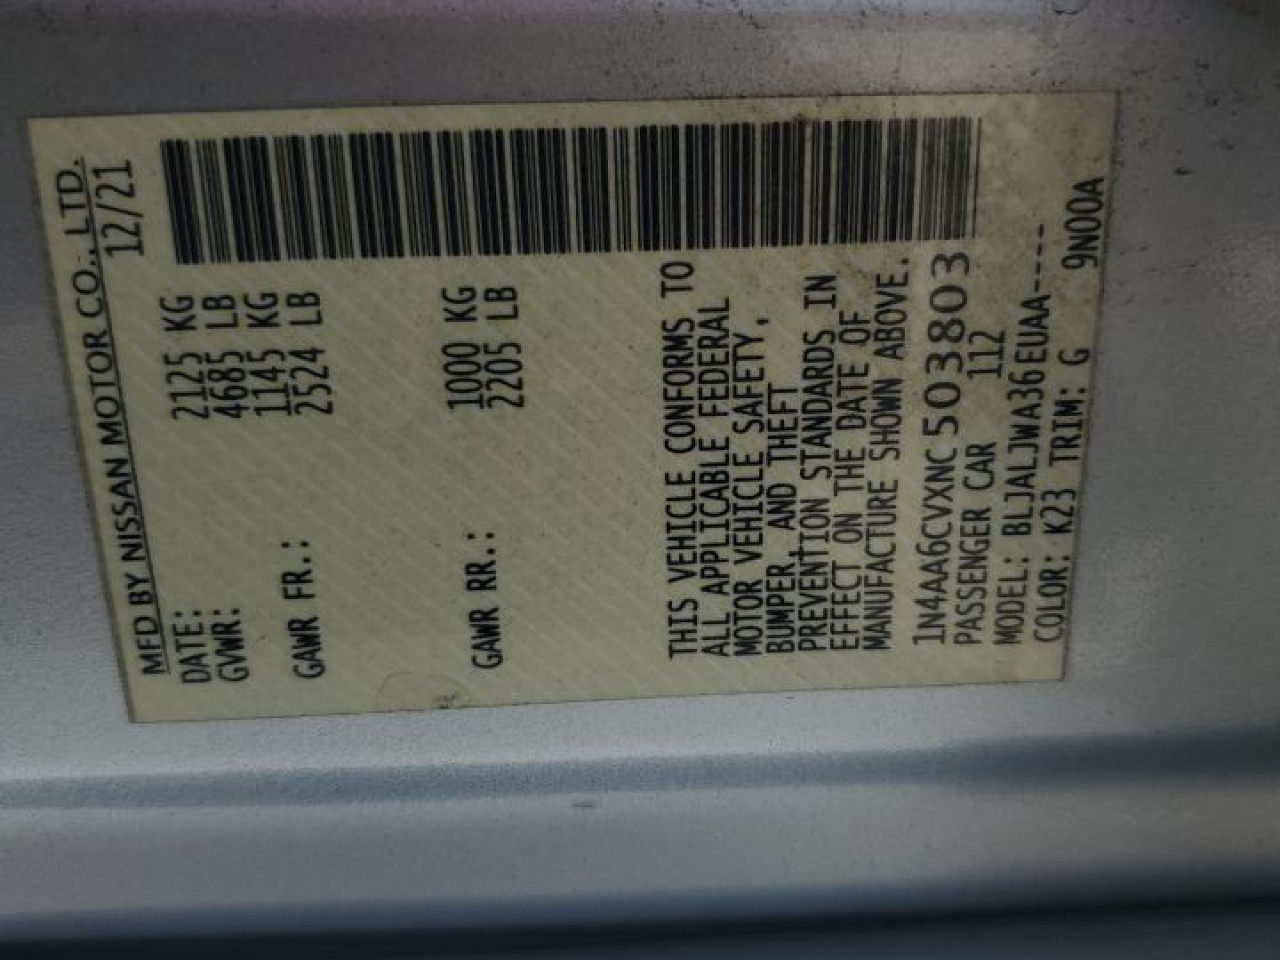 MFD BY NISSAN MOTOR CO., LTD.
DATE: 12/21
GVWR: 2125 KG
4685 LB
GAWR FR.: 1145 KG
2524 LB
GAWR RR.: 1000 KG
2205 LB
THIS VEHICLE CONFORMS TO
ALL APPLICABLE FEDERAL
MOTOR VEHICLE SAFETY,
BUMPER, AND THEFT
PREVENTION STANDARDS IN
EFFECT ON THE DATE OF
MANUFACTURE SHOWN ABOVE.
1N4AA6CVXNC503803
PASSENGER CAR 112
MODEL: BLJALJWA36EUAA----
COLOR: K23 TRIM: G 9N00A